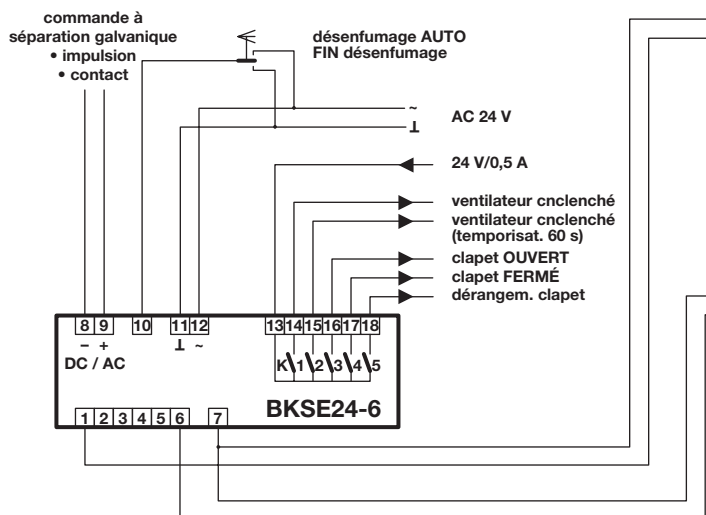 commande à
séparation galvanique
• impulsion
• contact
désenfumage AUTO
FIN désenfumage
~
⊥
AC 24 V
24 V/0,5 A
ventilateur cnclenché
ventilateur cnclenché
(temporisat. 60 s)
clapet OUVERT
clapet FERMÉ
dérangem. clapet
8 9 10 11 12 13 14 15 16 17 18
– + ⊥ ~
DC / AC
K 1 2 3 4 5
BKSE24-6
1 2 3 4 5 6 7